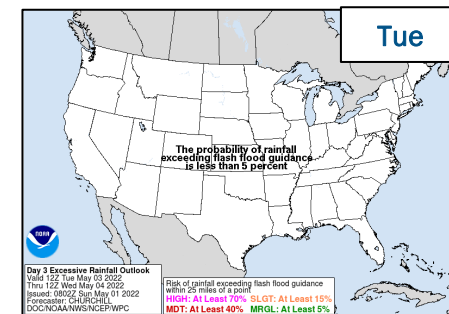 Tue
The probability of rainfall
exceeding flash flood guidance
is less than 5 percent
NOAA
Day 3 Excessive Rainfall Outlook
Valid 12Z Tue May 03 2022
Thru 12Z Wed May 04 2022
Issued: 0802Z Sun May 01 2022
Forecaster: CHURCHILL
DOC/NOAA/NWS/NCEP/WPC
Risk of rainfall exceeding flash flood guidance
within 25 miles of a point
HIGH: At Least 70% SLGT: At Least 15%
MDT: At Least 40% MRGL: At Least 5%